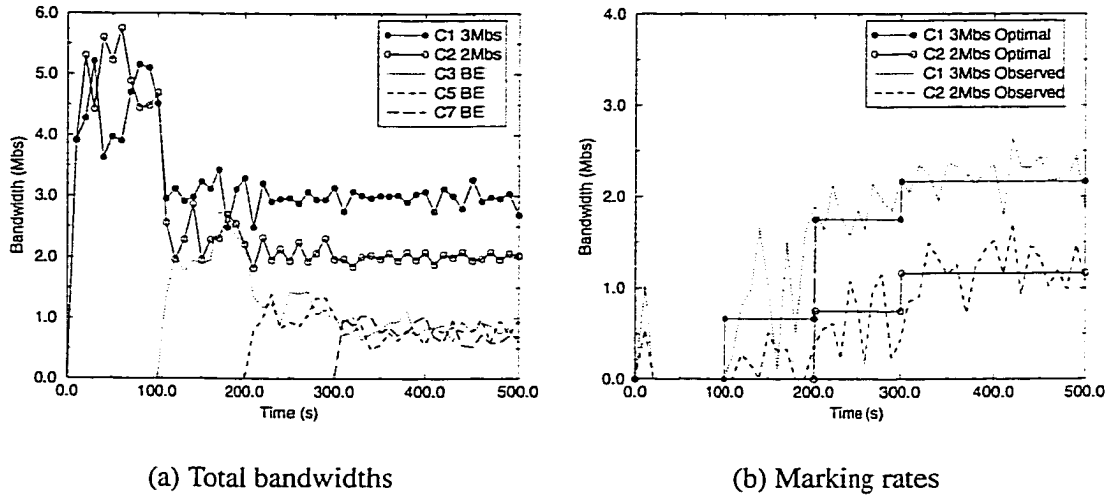 6.0
5.0
4.0
3.0
2.0
1.0
0.0
Bandwidth (Mbs)
C1 3Mbs
C2 2Mbs
C3 BE
C5 BE
C7 BE
0.0 100.0 200.0 300.0 400.0 500.0
Time (s)
(a) Total bandwidths
4.0
3.0
2.0
1.0
0.0
Bandwidth (Mbs)
C1 3Mbs Optimal
C2 2Mbs Optimal
C1 3Mbs Observed
C2 2Mbs Observed
0.0 100.0 200.0 300.0 400.0 500.0
Time (s)
(b) Marking rates